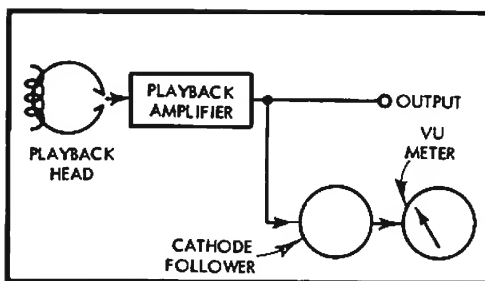 PLAYBACK
AMPLIFIER
OUTPUT
PLAYBACK
HEAD
VU
METER
CATHODE
FOLLOWER